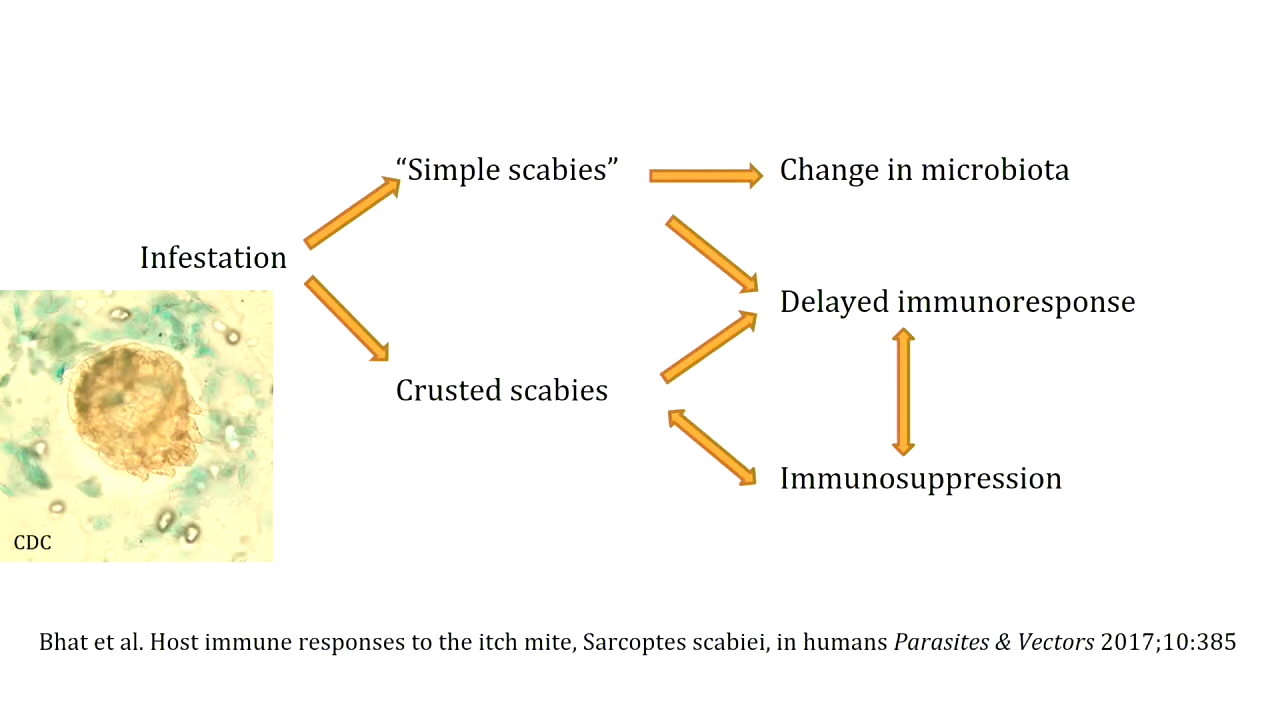 “Simple scabies”
Change in microbiota
Infestation
Delayed immunoresponse
Crusted scabies
Immunosuppression
CDC
Bhat et al. Host immune responses to the itch mite, Sarcoptes scabiei, in humans Parasites & Vectors 2017;10:385